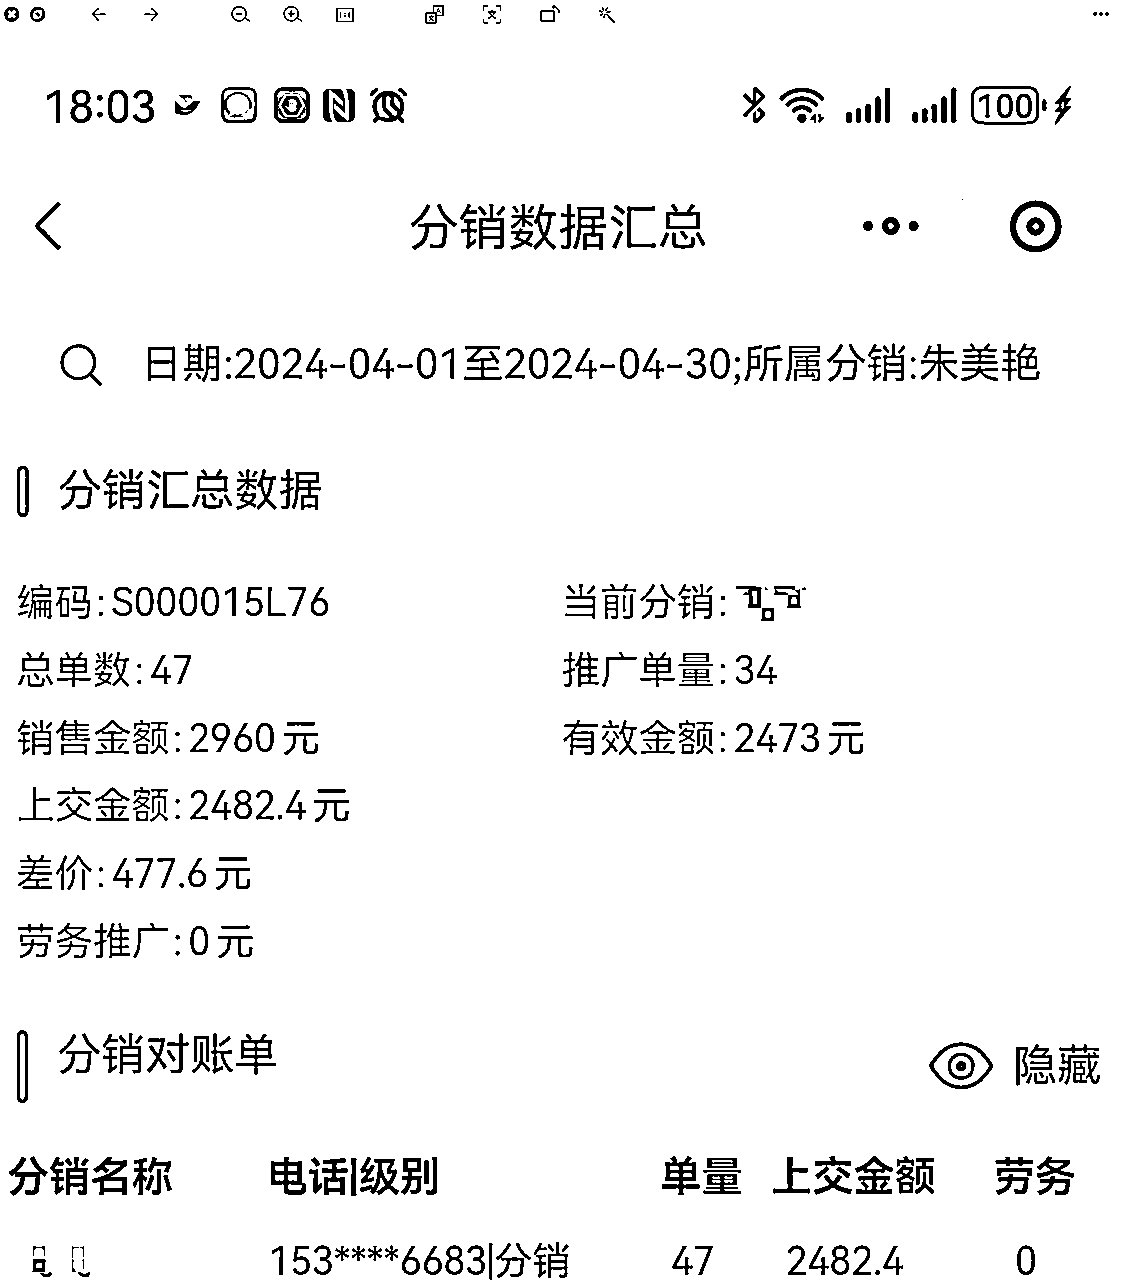 18:03 100
分销数据汇总
日期:2024-04-01至2024-04-30;所属分销:朱美艳
分销汇总数据
编码:S000015L76 当前分销:
总单数:47 推广单量:34
销售金额:2960元 有效金额:2473元
上交金额:2482.4元
差价:477.6元
劳务推广:0元
分销对账单 隐藏
分销名称 电话|级别 单量 上交金额 劳务
153****6683|分销 47 2482.4 0